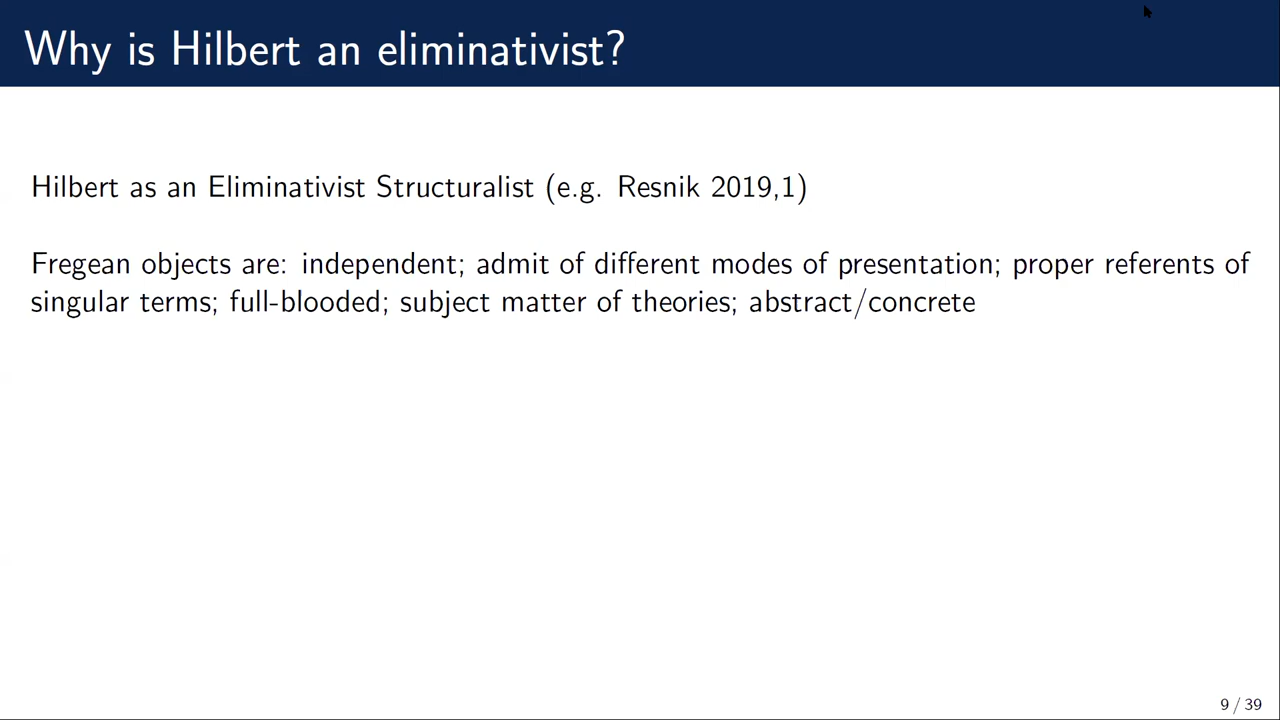 Why is Hilbert an eliminativist?
Hilbert as an Eliminativist Structuralist (e.g. Resnik 2019,1)
Fregean objects are: independent; admit of different modes of presentation; proper referents of
singular terms; full-blooded; subject matter of theories; abstract/concrete
9 / 39